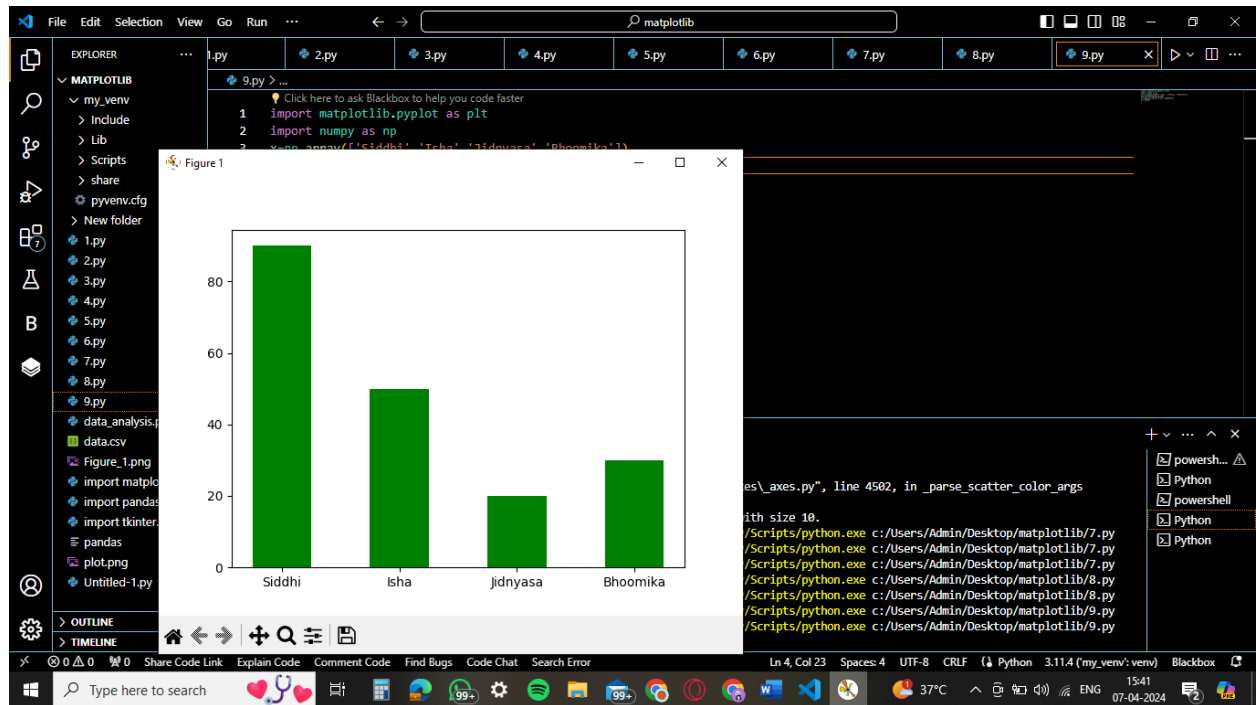 File Edit Selection View Go Run ··· ← → matplotlib
EXPLORER ···
1.py 2.py 3.py 4.py 5.py 6.py 7.py 8.py 9.py
MATPLOTLIB
my_venv
Include
Lib
Scripts
share
pyvenv.cfg
New folder
1.py
2.py
3.py
4.py
5.py
6.py
7.py
8.py
9.py
data_analysis.p
data.csv
Figure_1.png
import matplo
import pandas
import tkinter.
pandas
plot.png
Untitled-1.py
OUTLINE
TIMELINE
9.py > ...
Click here to ask Blackbox to help you code faster
1 import matplotlib.pyplot as plt
2 import numpy as np
3 x=np.array(['Siddhi','Isha','Jidnyasa','Bhoomika'])
Figure 1
80
60
40
20
0
Siddhi Isha Jidnyasa Bhoomika
es\_axes.py", line 4502, in _parse_scatter_color_args
ith size 10.
/Scripts/python.exe c:/Users/Admin/Desktop/matplotlib/7.py
/Scripts/python.exe c:/Users/Admin/Desktop/matplotlib/7.py
/Scripts/python.exe c:/Users/Admin/Desktop/matplotlib/7.py
/Scripts/python.exe c:/Users/Admin/Desktop/matplotlib/8.py
/Scripts/python.exe c:/Users/Admin/Desktop/matplotlib/8.py
/Scripts/python.exe c:/Users/Admin/Desktop/matplotlib/9.py
/Scripts/python.exe c:/Users/Admin/Desktop/matplotlib/9.py
powersh...
Python
powershell
Python
Python
B
7
0 0 0 Share Code Link Explain Code Comment Code Find Bugs Code Chat Search Error Ln 4, Col 23 Spaces: 4 UTF-8 CRLF Python 3.11.4 ('my_venv': venv) Blackbox
Type here to search 99+ 99+ 37°C ENG 15:41
07-04-2024 2